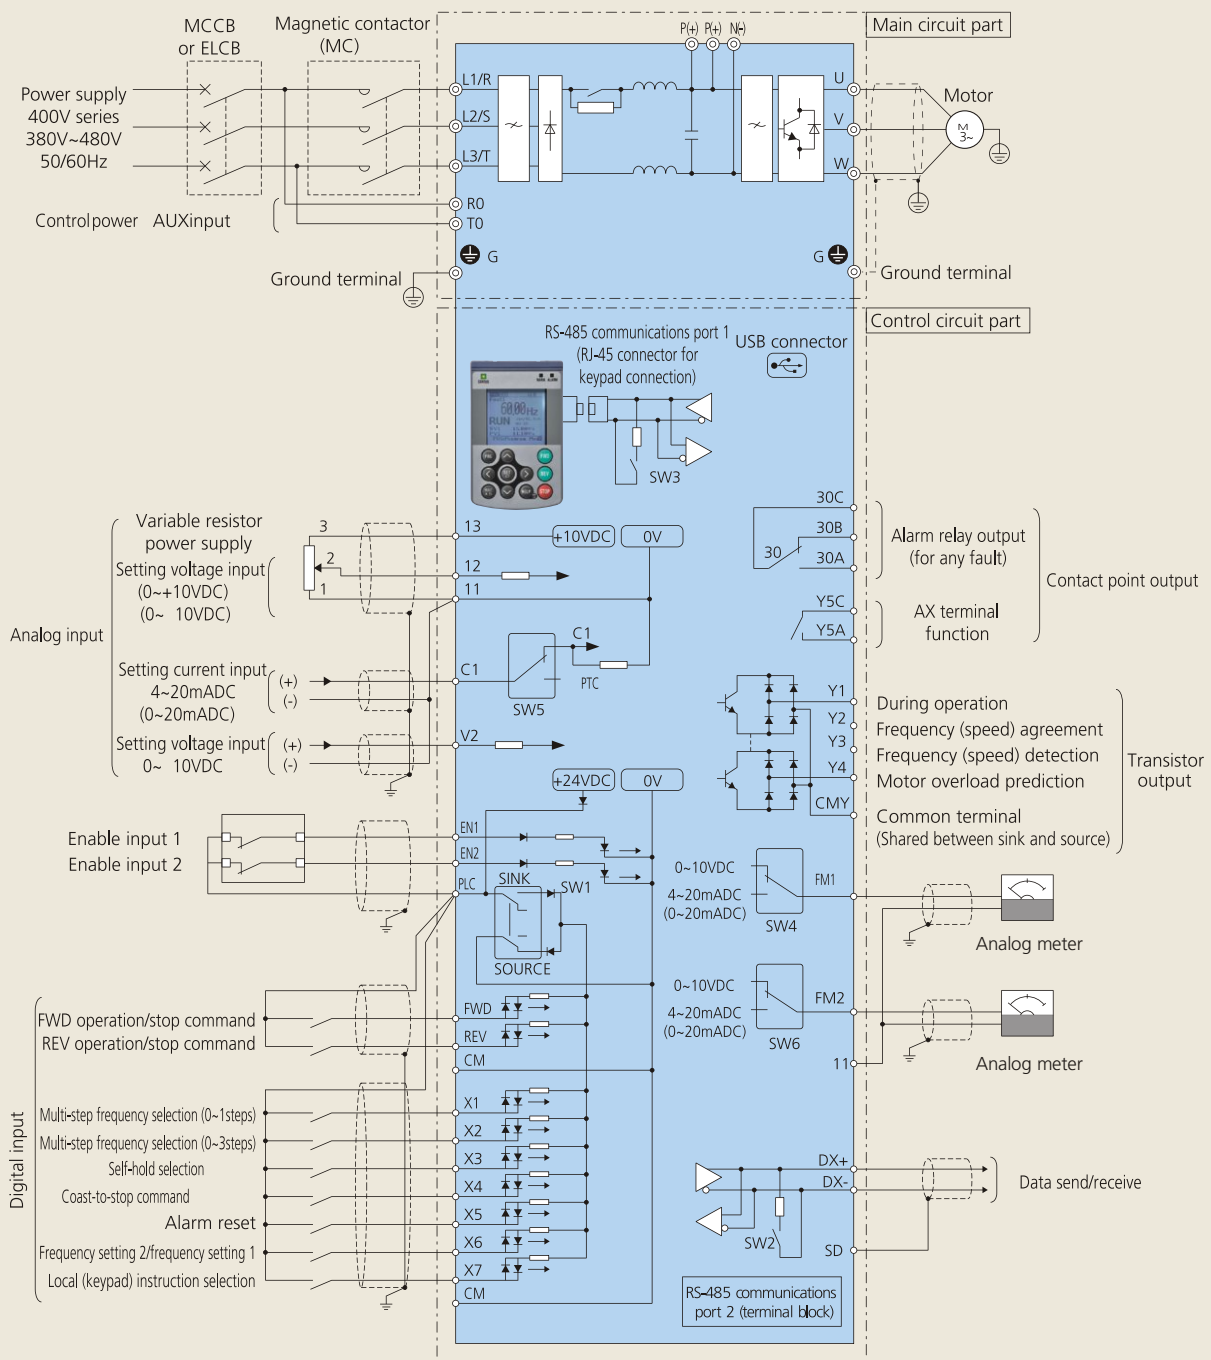 MCCB
or ELCB
Magnetic contactor
(MC)
P(+) P(+) N(-)
Main circuit part
Power supply
400V series
380V~480V
50/60Hz
L1/R
L2/S
L3/T
U
V
W
Motor
M
3~
Controlpower AUXinput
R0
T0
G
G
Ground terminal
Ground terminal
Control circuit part
RS-485 communications port 1
(RJ-45 connector for
keypad connection)
USB connector
60.00Hz
RUN
STOP
SW3
Analog input
Variable resistor
power supply
Setting voltage input
(0~+10VDC)
(0~ 10VDC)
3
2
1
13
12
11
+10VDC
0V
Setting current input
4~20mADC
(0~20mADC)
(+)
(-)
C1
C1
PTC
SW5
Setting voltage input
0~ 10VDC
(+)
(-)
V2
30C
30B
30
30A
Alarm relay output
(for any fault)
Contact point output
Y5C
Y5A
AX terminal
function
Y1
Y2
Y3
Y4
CMY
During operation
Frequency (speed) agreement
Frequency (speed) detection
Motor overload prediction
Common terminal
(Shared between sink and source)
Transistor
output
+24VDC
0V
Enable input 1
Enable input 2
EN1
EN2
PLC
SINK
SW1
SOURCE
0~10VDC
4~20mADC
(0~20mADC)
FM1
SW4
Analog meter
0~10VDC
4~20mADC
(0~20mADC)
FM2
SW6
11
Analog meter
Digital input
FWD operation/stop command
REV operation/stop command
FWD
REV
CM
Multi-step frequency selection (0~1steps)
Multi-step frequency selection (0~3steps)
Self-hold selection
Coast-to-stop command
Alarm reset
Frequency setting 2/frequency setting 1
Local (keypad) instruction selection
X1
X2
X3
X4
X5
X6
X7
CM
DX+
DX-
SW2
SD
Data send/receive
RS-485 communications
port 2 (terminal block)